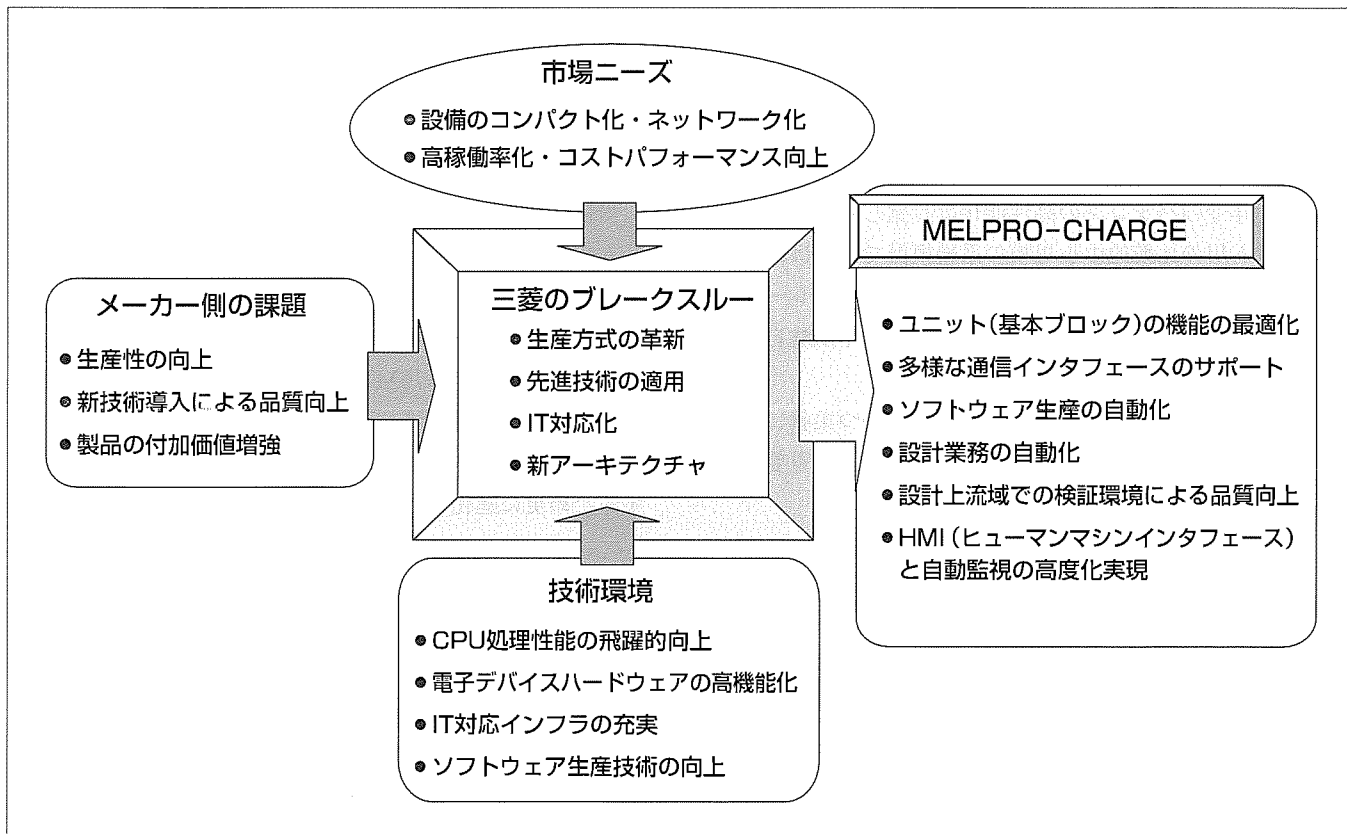 市場ニーズ
●設備のコンパクト化・ネットワーク化
●高稼働率化・コストパフォーマンス向上
メーカー側の課題
●生産性の向上
●新技術導入による品質向上
●製品の付加価値増強
三菱のブレークスルー
●生産方式の革新
●先進技術の適用
●IT対応化
●新アーキテクチャ
技術環境
●CPU処理性能の飛躍的向上
●電子デバイスハードウェアの高機能化
●IT対応インフラの充実
●ソフトウェア生産技術の向上
MELPRO-CHARGE
●ユニット(基本ブロック)の機能の最適化
●多様な通信インタフェースのサポート
●ソフトウェア生産の自動化
●設計業務の自動化
●設計上流域での検証環境による品質向上
●HMI(ヒューマンマシンインタフェース)
と自動監視の高度化実現